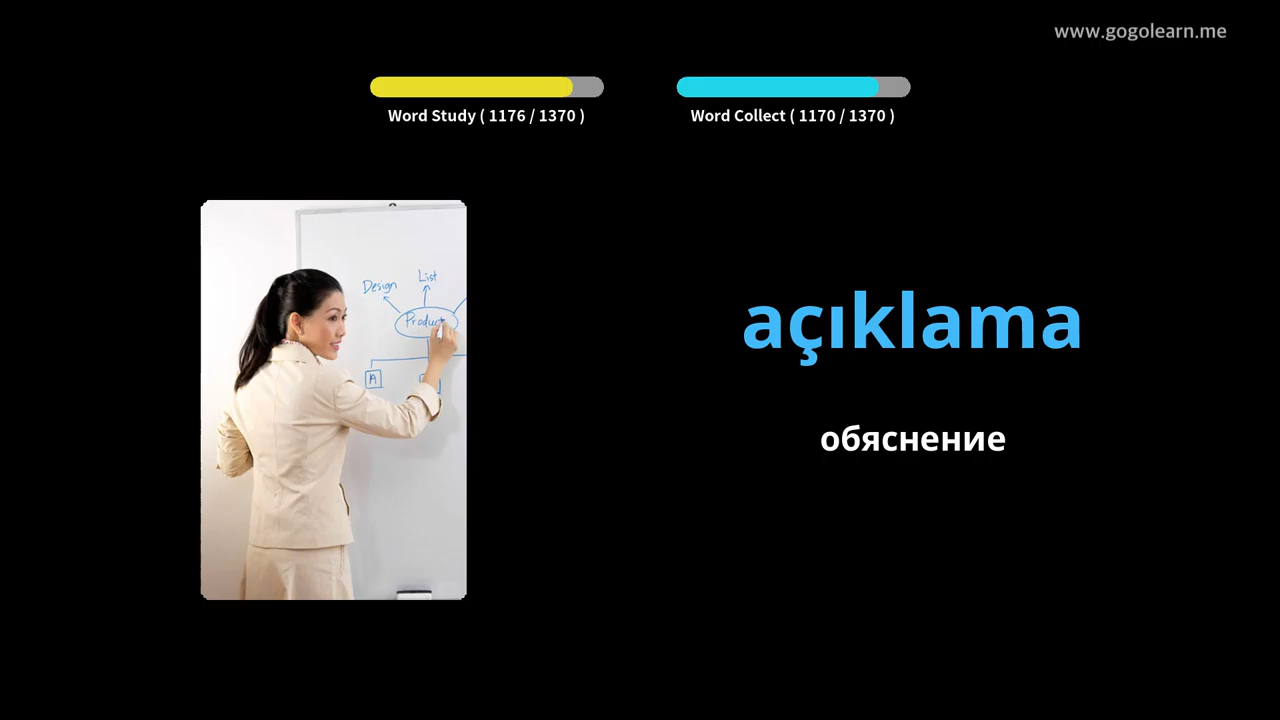 www.gogolearn.me
Word Study ( 1176 / 1370 )
Word Collect ( 1170 / 1370 )
Design
List
Product
A
açıklama
обяснение